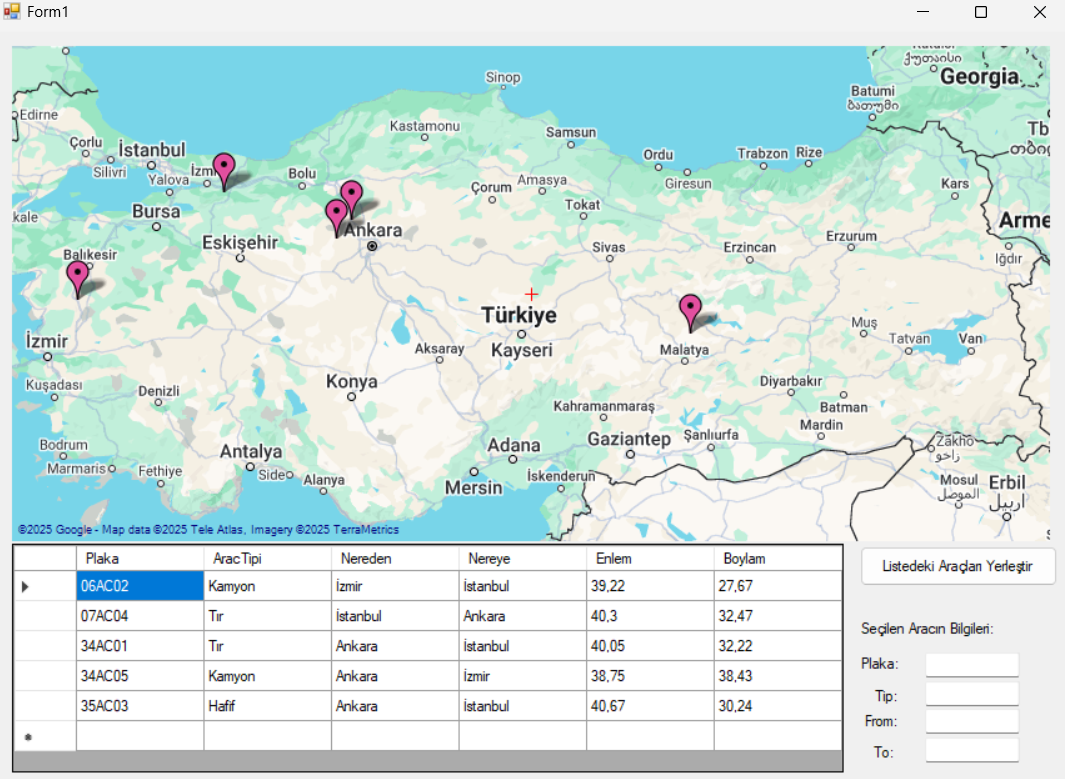 Form1
Sinop
Georgia
ქუთაისი
Batumi
ბათუმი
Edirne
Kastamonu
Samsun
Çorlu
İstanbul
Silivri
Yalova
Bolu
Ordu
Giresun
Trabzon
Rize
Tb
Çorum
Amasya
Tokat
Kars
kale
Bursa
Eskişehir
Ankara
Sivas
Erzincan
Erzurum
Arme
Iğdır
Balıkesir
Türkiye
Kayseri
Malatya
Muş
Tatvan
Van
İzmir
Aksaray
Kuşadası
Denizli
Konya
Diyarbakır
Batman
Kahramanmaraş
Mardin
Gaziantep
Şanlıurfa
Bodrum
Marmaris
Fethiye
Antalya
Side
Alanya
Adana
Mersin
İskenderun
Zakho
زاخو
Mosul
الموصل
Erbil
اربيل
©2025 Google - Map data ©2025 Tele Atlas, Imagery ©2025 TerraMetrics
Plaka AracTipi Nereden Nereye Enlem Boylam
06AC02 Kamyon İzmir İstanbul 39,22 27,67
07AC04 Tır İstanbul Ankara 40,3 32,47
34AC01 Tır Ankara İstanbul 40,05 32,22
34AC05 Kamyon Ankara İzmir 38,75 38,43
35AC03 Hafif Ankara İstanbul 40,67 30,24
Listedeki Araçları Yerleştir
Seçilen Aracın Bilgileri:
Plaka:
Tip:
From:
To: